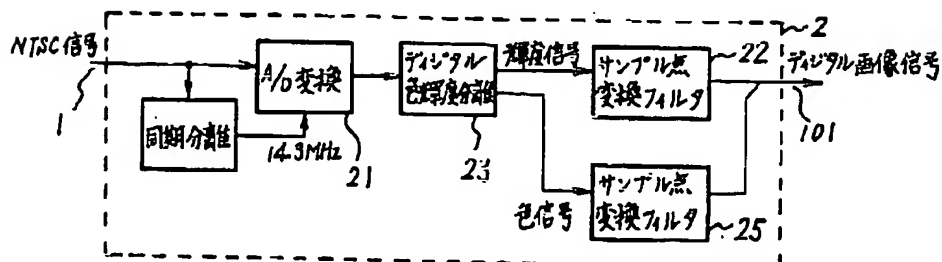 2
NTSC信号
1
同期分離
14.3MHz
A/D変換
21
ディジタル
色輝度分離
23
輝度信号
色信号
サンプル点
変換フィルタ
22
サンプル点
変換フィルタ
25
ディジタル画像信号
101